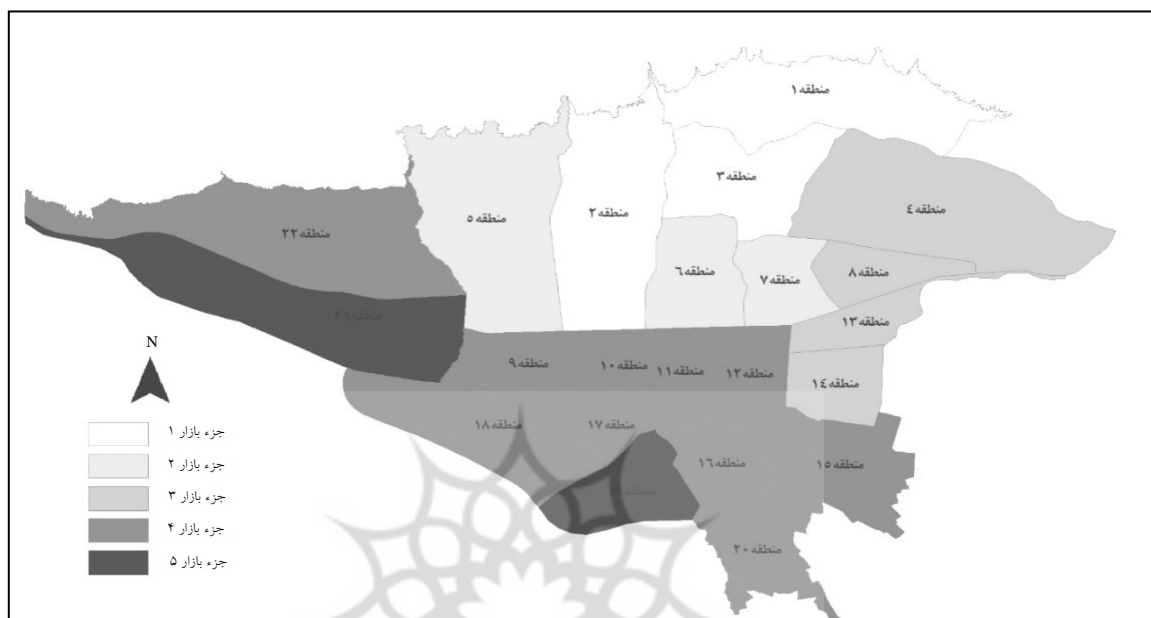 منطقه ۱
منطقه ۳
منطقه ۴
منطقه ۲
منطقه ۵
منطقه ۲۲
منطقه ۶
منطقه ۷
منطقه ۸
منطقه ۲۱
منطقه ۱۳
منطقه ۹
منطقه ۱۰
منطقه ۱۱
منطقه ۱۲
منطقه ۱۴
منطقه ۱۸
منطقه ۱۷
منطقه ۱۶
منطقه ۱۵
منطقه ۲۰
N
جزء بازار ۱
جزء بازار ۲
جزء بازار ۳
جزء بازار ۴
جزء بازار ۵